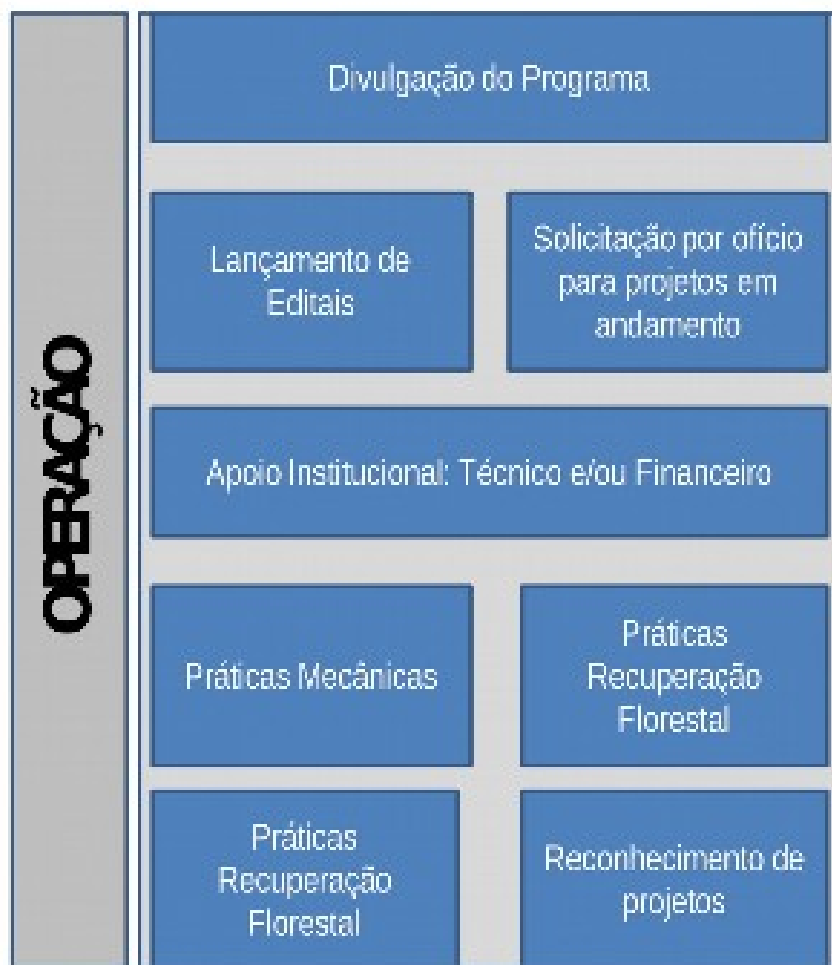 OPERAÇÃO
Divulgação do Programa
Lançamento de
Editais
Solicitação por ofício
para projetos em
andamento
Apoio Institucional: Técnico e/ou Financeiro
Práticas Mecânicas
Práticas
Recuperação
Florestal
Práticas
Recuperação
Florestal
Reconhecimento de
projetos